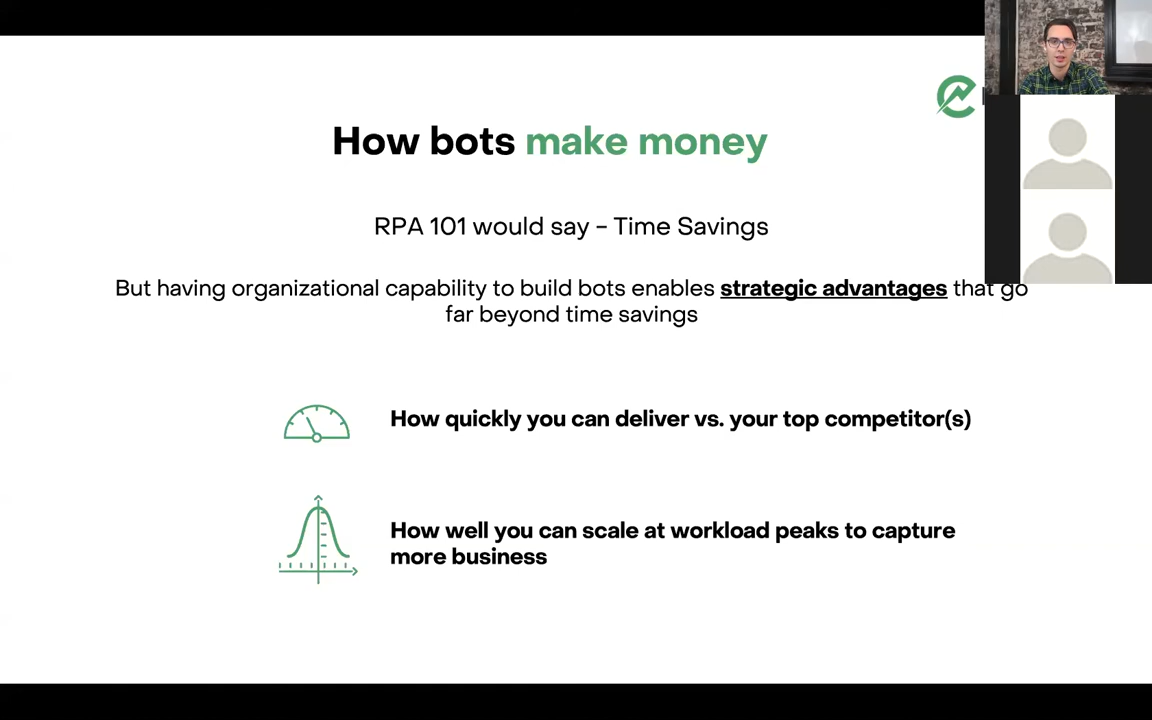 How bots make money
RPA 101 would say - Time Savings
But having organizational capability to build bots enables strategic advantages that go
far beyond time savings
How quickly you can deliver vs. your top competitor(s)
How well you can scale at workload peaks to capture
more business